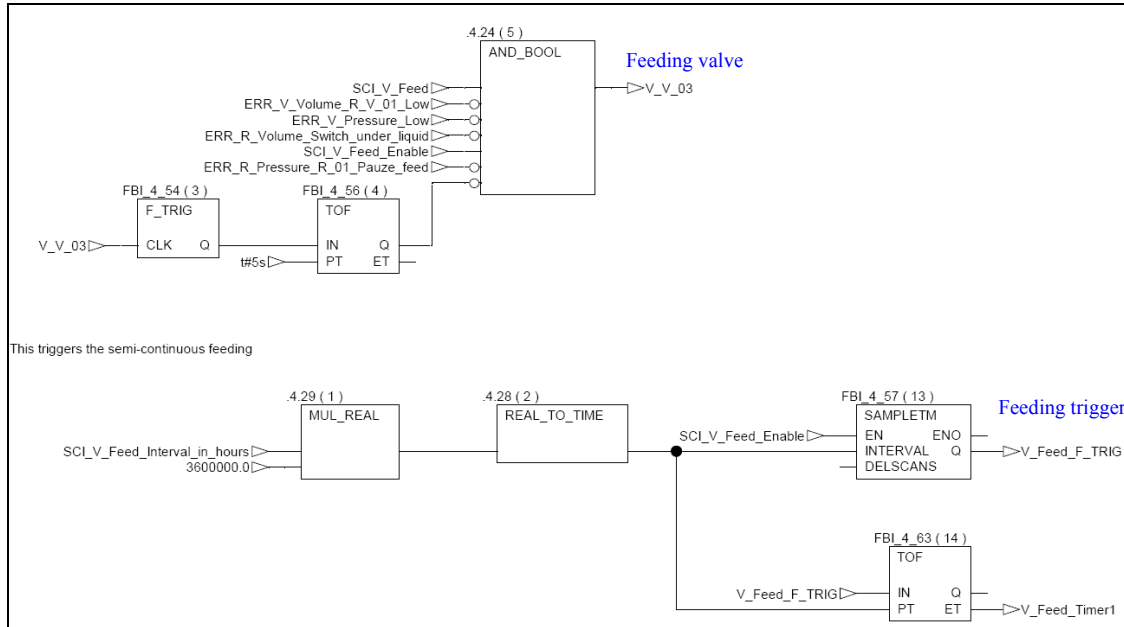 .4.24 ( 5 )
AND_BOOL
Feeding valve
SCI_V_Feed
V_V_03
ERR_V_Volume_R_V_01_Low
ERR_V_Pressure_Low
ERR_R_Volume_Switch_under_liquid
SCI_V_Feed_Enable
ERR_R_Pressure_R_01_Pauze_feed
FBI_4_54 ( 3 )
FBI_4_56 ( 4 )
F_TRIG
TOF
V_V_03
CLK Q
IN Q
t#5s
PT ET
This triggers the semi-continuous feeding
.4.29 ( 1 )
.4.28 ( 2 )
FBI_4_57 ( 13 )
MUL_REAL
REAL_TO_TIME
SAMPLETM
Feeding trigger
SCI_V_Feed_Enable
EN ENO
SCI_V_Feed_Interval_in_hours
INTERVAL Q
V_Feed_F_TRIG
3600000.0
DELSCANS
FBI_4_63 ( 14 )
TOF
V_Feed_F_TRIG
IN Q
PT ET
V_Feed_Timer1